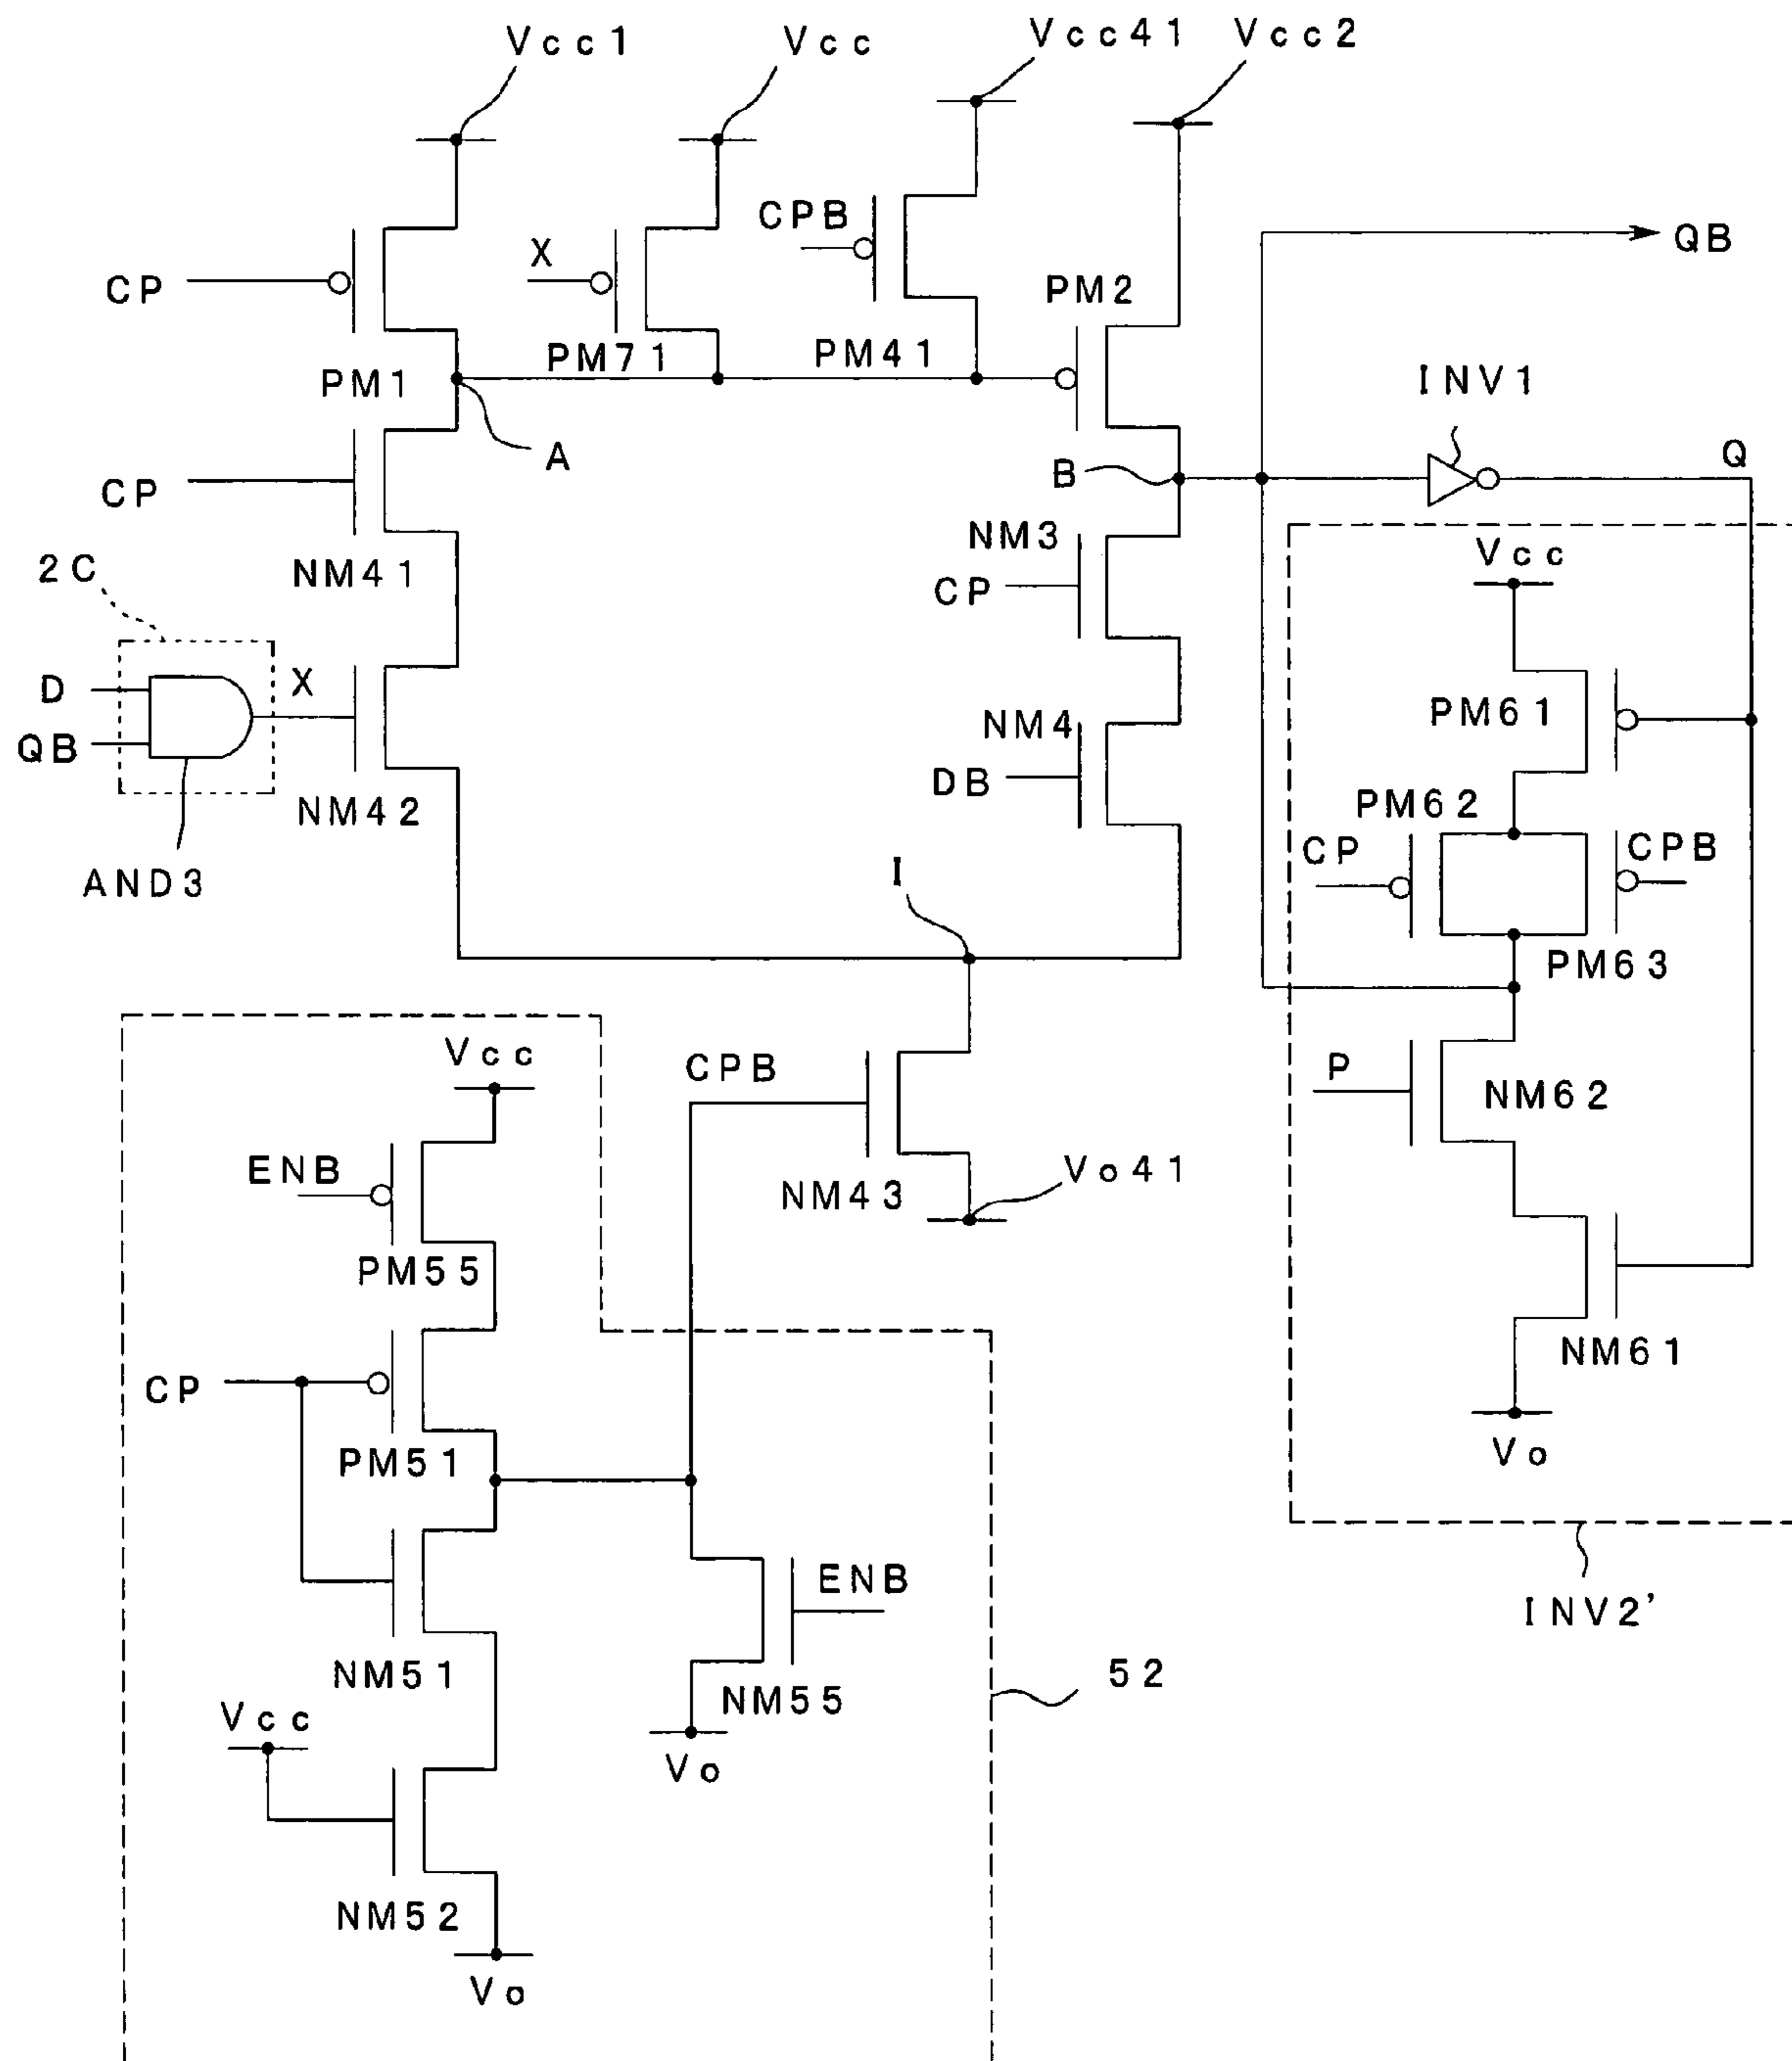 Vcc1
Vcc
Vcc41
Vcc2
CPB
QB
X
CP
PM2
PM71
PM41
PM1
INV1
A
Q
B
CP
NM3
Vcc
2C
NM41
CP
D
X
PM61
NM4
QB
DB
NM42
PM62
CP
CPB
AND3
I
PM63
Vcc
CPB
P
NM62
ENB
Vo41
NM43
PM55
NM61
CP
PM51
Vo
ENB
INV2'
NM51
52
NM55
Vcc
Vo
NM52
Vo